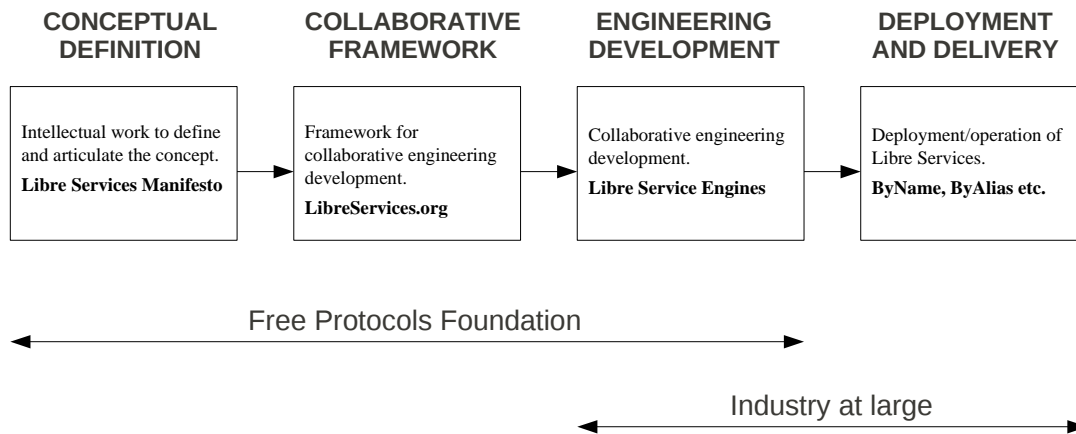 CONCEPTUAL
DEFINITION
COLLABORATIVE
FRAMEWORK
ENGINEERING
DEVELOPMENT
DEPLOYMENT
AND DELIVERY
Intellectual work to define
and articulate the concept.
Libre Services Manifesto
Framework for
collaborative engineering
development.
LibreServices.org
Collaborative engineering
development.
Libre Service Engines
Deployment/operation of
Libre Services.
ByName, ByAlias etc.
Free Protocols Foundation
Industry at large